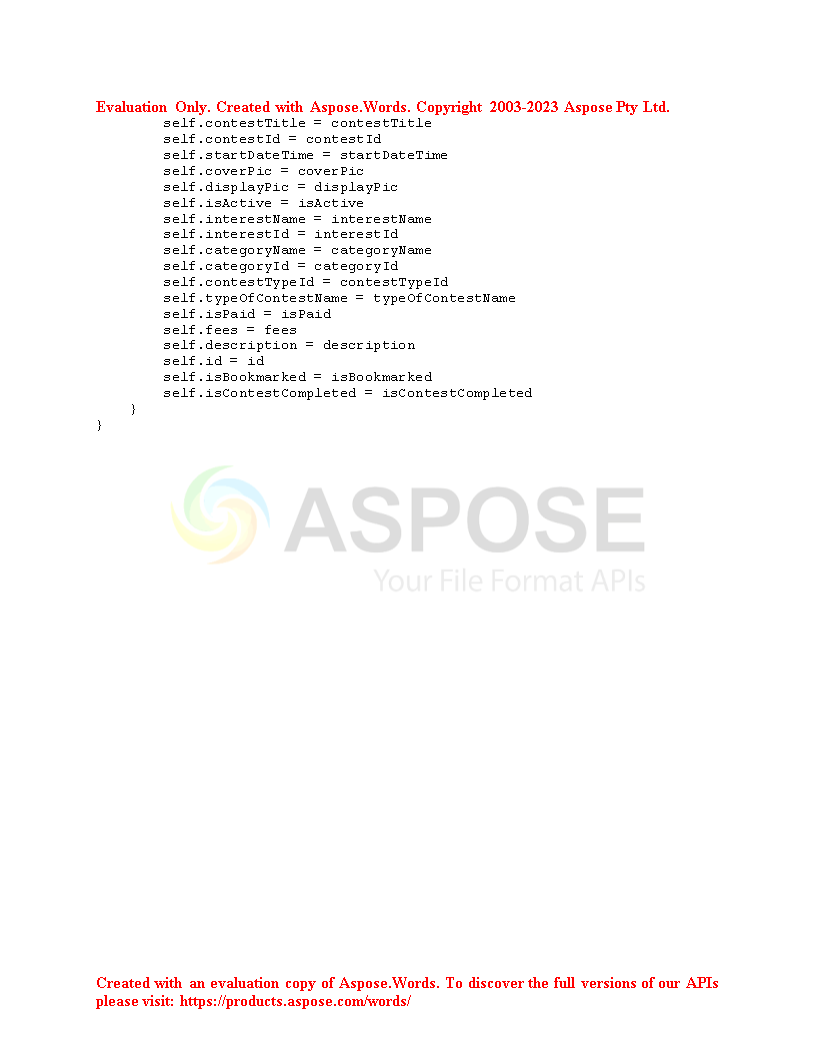 Evaluation Only. Created with Aspose.Words. Copyright 2003-2023 Aspose Pty Ltd.
self.contestTitle = contestTitle
self.contestId = contestId
self.startDateTime = startDateTime
self.coverPic = coverPic
self.displayPic = displayPic
self.isActive = isActive
self.interestName = interestName
self.interestId = interestId
self.categoryName = categoryName
self.categoryId = categoryId
self.contestTypeId = contestTypeId
self.typeOfContestName = typeOfContestName
self.isPaid = isPaid
self.fees = fees
self.description = description
self.id = id
self.isBookmarked = isBookmarked
self.isContestCompleted = isContestCompleted
}
}
ASPOSE
Your File Format APIs
Created with an evaluation copy of Aspose.Words. To discover the full versions of our APIs
please visit: https://products.aspose.com/words/